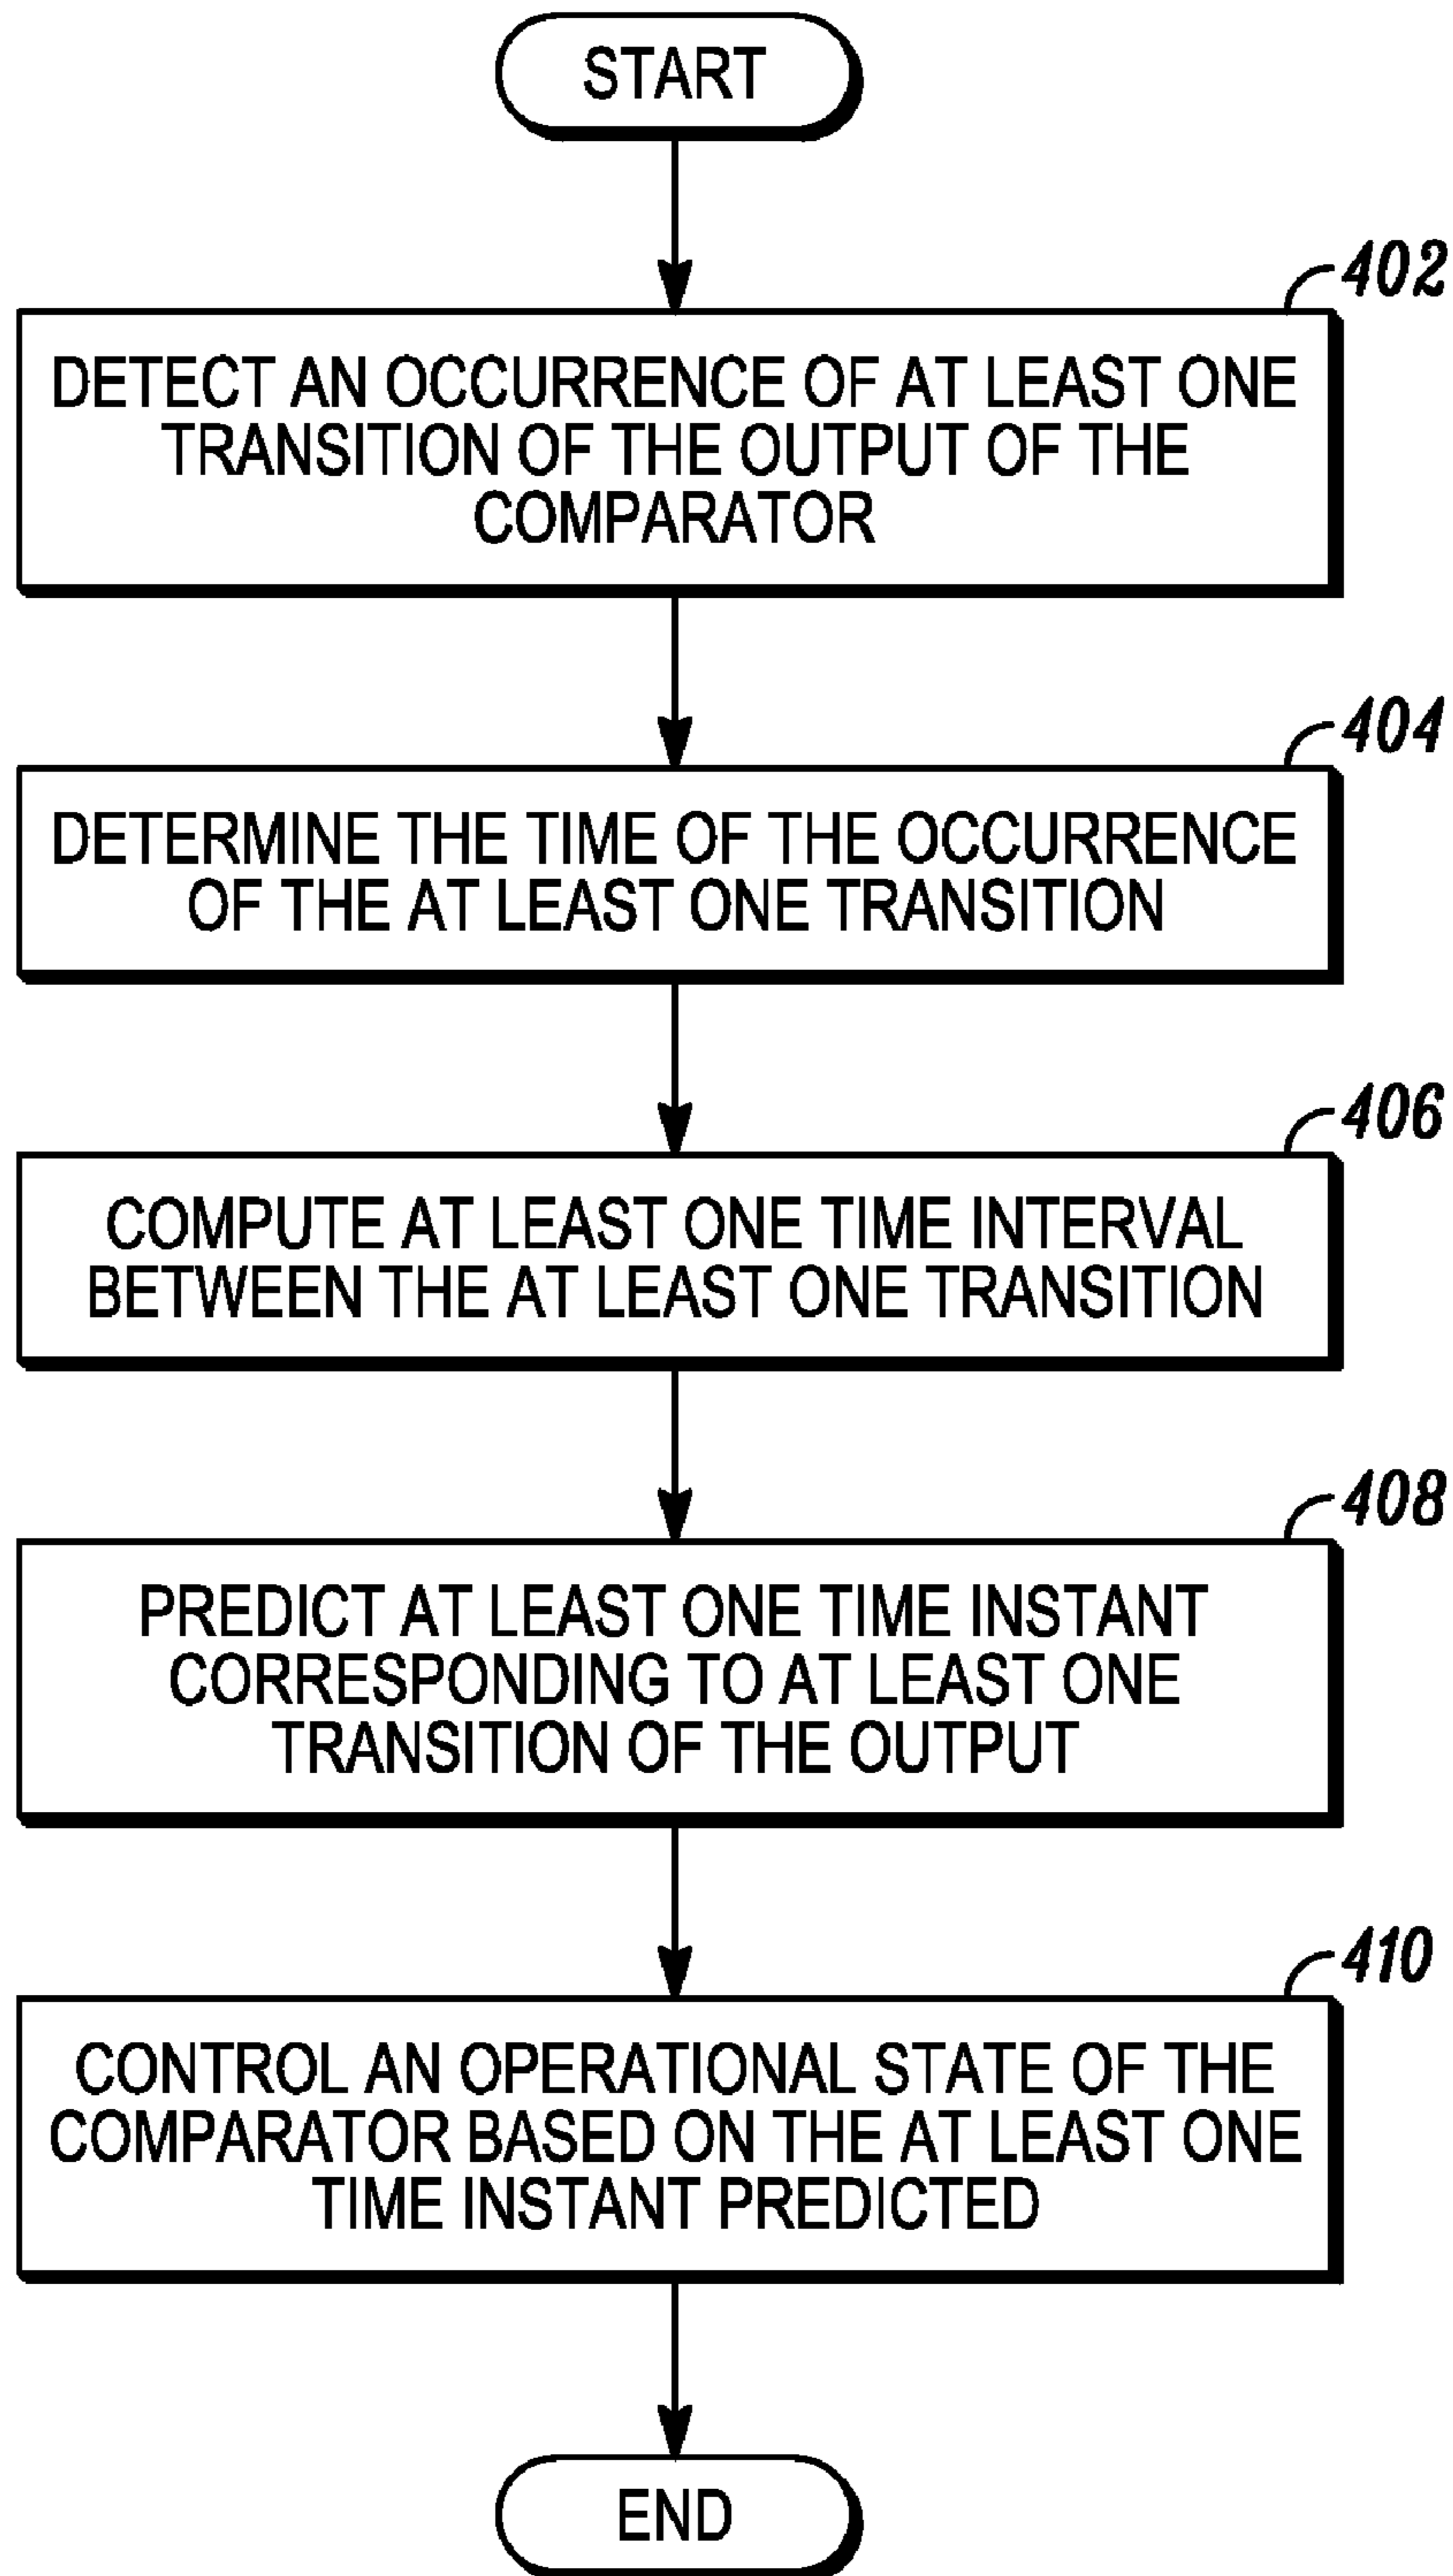 START
402
DETECT AN OCCURRENCE OF AT LEAST ONE
TRANSITION OF THE OUTPUT OF THE
COMPARATOR
404
DETERMINE THE TIME OF THE OCCURRENCE
OF THE AT LEAST ONE TRANSITION
406
COMPUTE AT LEAST ONE TIME INTERVAL
BETWEEN THE AT LEAST ONE TRANSITION
408
PREDICT AT LEAST ONE TIME INSTANT
CORRESPONDING TO AT LEAST ONE
TRANSITION OF THE OUTPUT
410
CONTROL AN OPERATIONAL STATE OF THE
COMPARATOR BASED ON THE AT LEAST ONE
TIME INSTANT PREDICTED
END